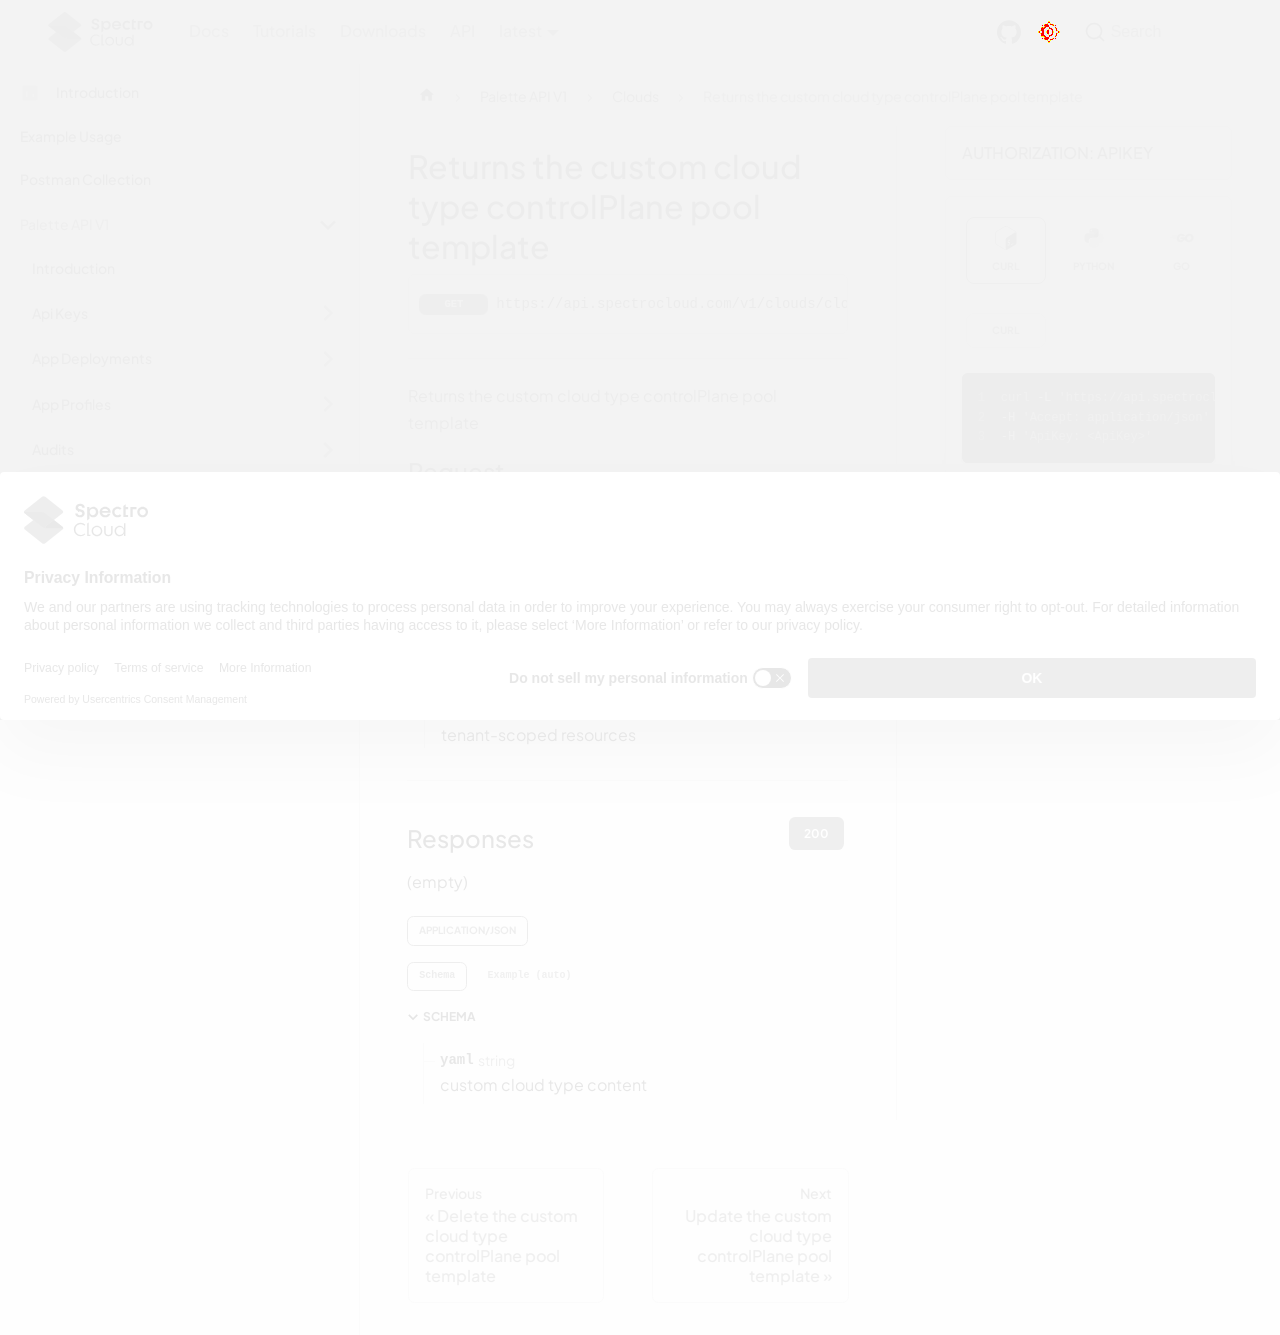 Spectro
Cloud
Docs Tutorials Downloads API latest
Search
Introduction
Example Usage
Postman Collection
Palette API V1
Introduction
Api Keys
App Deployments
App Profiles
Audits
Palette API V1 Clouds Returns the custom cloud type controlPlane pool template
Returns the custom cloud
type controlPlane pool
template
GET https://api.spectrocloud.com/v1/clouds/clo
Returns the custom cloud type controlPlane pool
template
Request
AUTHORIZATION: APIKEY
CURL PYTHON GO
CURL
Spectro
Cloud
Privacy Information
We and our partners are using tracking technologies to process personal data in order to improve your experience. You may always exercise your consumer right to opt-out. For detailed information
about personal information we collect and third parties having access to it, please select 'More Information' or refer to our privacy policy.
Privacy policy Terms of service More Information
Powered by Usercentrics Consent Management
Do not sell my personal information
OK
tenant-scoped resources
Responses
200
(empty)
APPLICATION/JSON
Schema Example (auto)
SCHEMA
yaml string
custom cloud type content
Previous
« Delete the custom
cloud type
controlPlane pool
template
Next
Update the custom
cloud type
controlPlane pool
template »